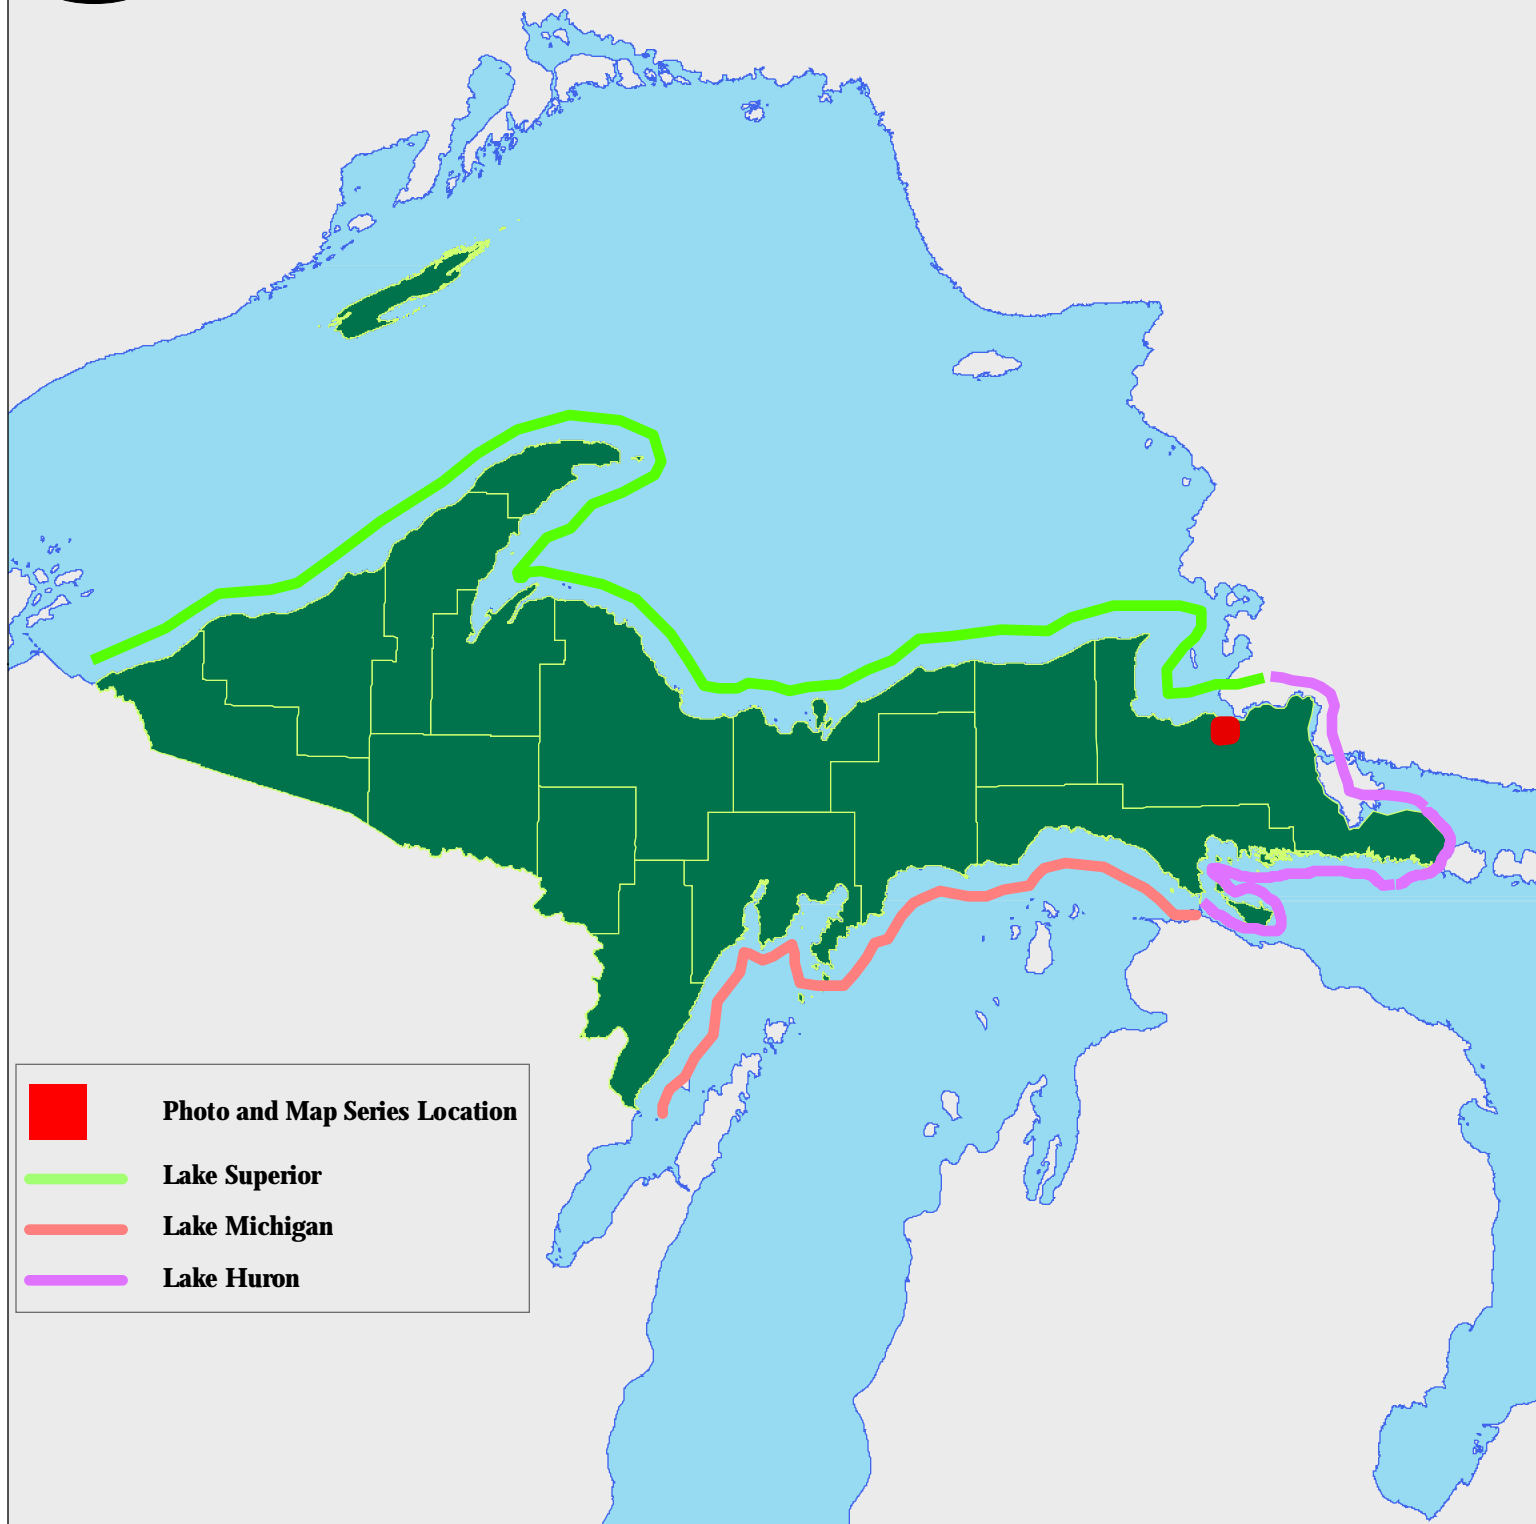 Photo and Map Series Location
Lake Superior
Lake Michigan
Lake Huron